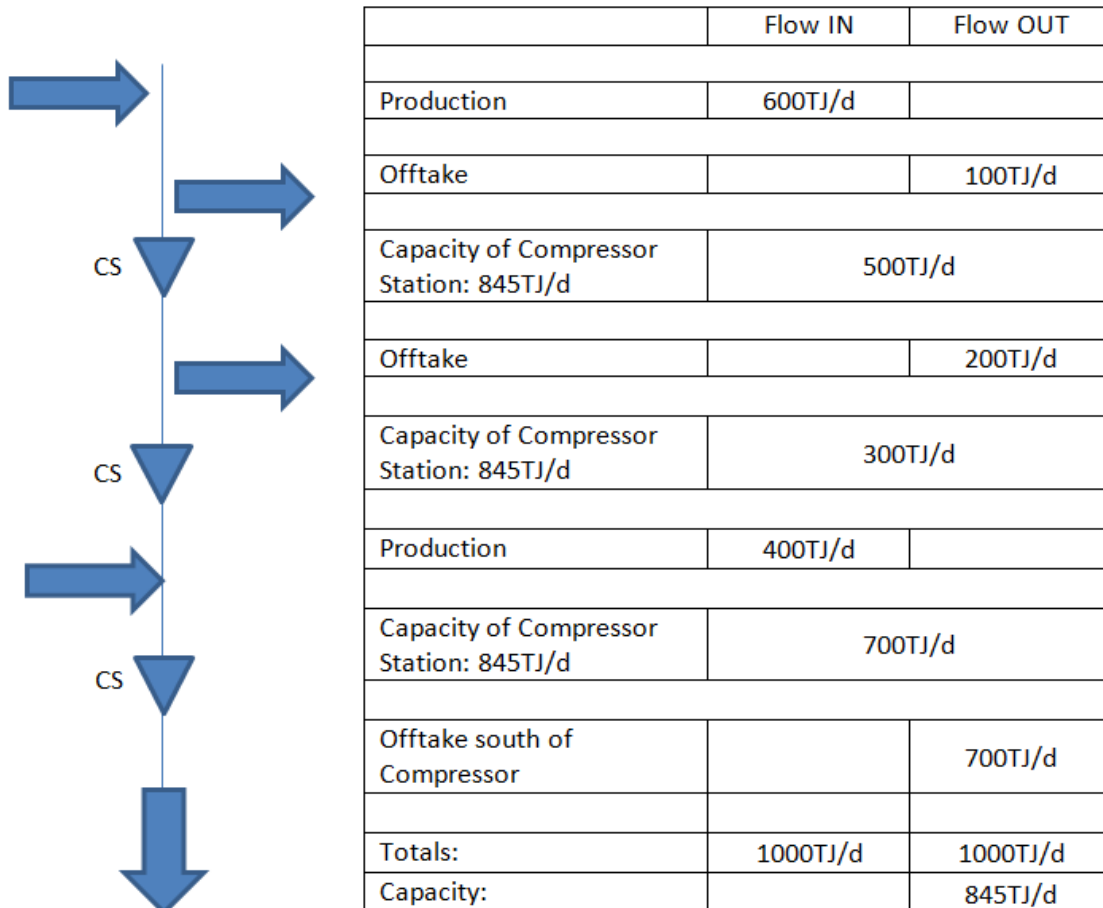 Flow IN Flow OUT
Production 600TJ/d
Offtake 100TJ/d
CS
Capacity of Compressor
Station: 845TJ/d
500TJ/d
Offtake 200TJ/d
CS
Capacity of Compressor
Station: 845TJ/d
300TJ/d
Production 400TJ/d
CS
Capacity of Compressor
Station: 845TJ/d
700TJ/d
Offtake south of
Compressor
700TJ/d
Totals: 1000TJ/d 1000TJ/d
Capacity: 845TJ/d